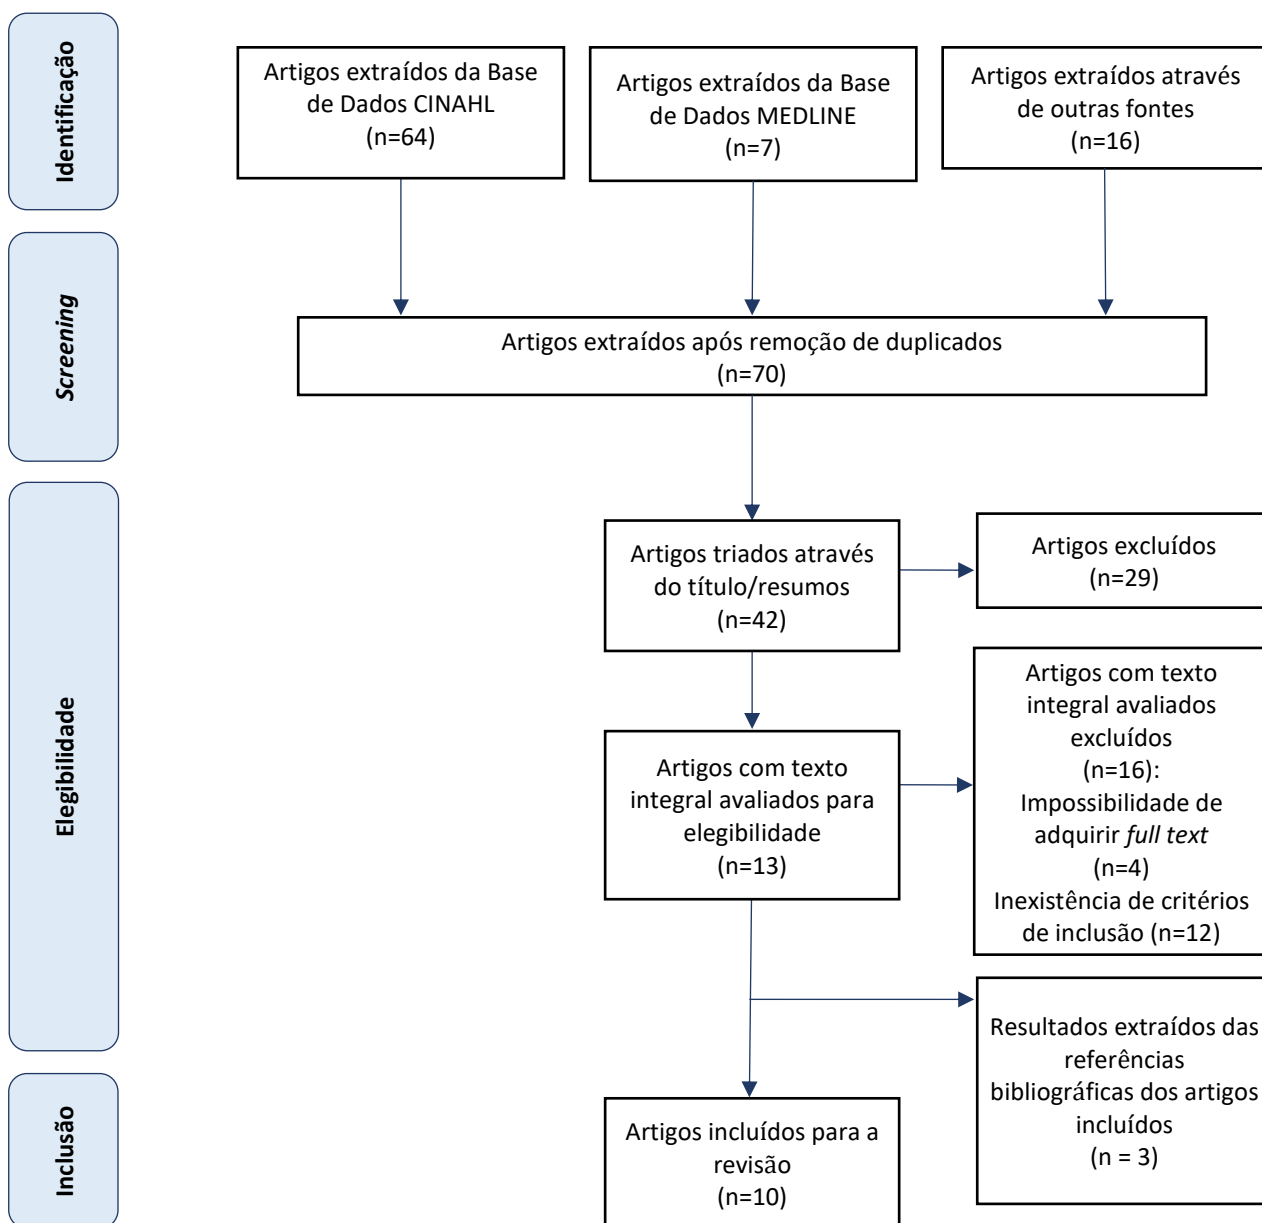 Identificação
Artigos extraídos da Base
de Dados CINAHL
(n=64)
Artigos extraídos da Base
de Dados MEDLINE
(n=7)
Artigos extraídos através
de outras fontes
(n=16)
Screening
Artigos extraídos após remoção de duplicados
(n=70)
Elegibilidade
Artigos triados através
do título/resumos
(n=42)
Artigos excluídos
(n=29)
Artigos com texto
integral avaliados para
elegibilidade
(n=13)
Artigos com texto
integral avaliados
excluídos
(n=16):
Impossibilidade de
adquirir full text
(n=4)
Inexistência de critérios
de inclusão (n=12)
Resultados extraídos das
referências
bibliográficas dos artigos
incluídos
(n = 3)
Inclusão
Artigos incluídos para a
revisão
(n=10)